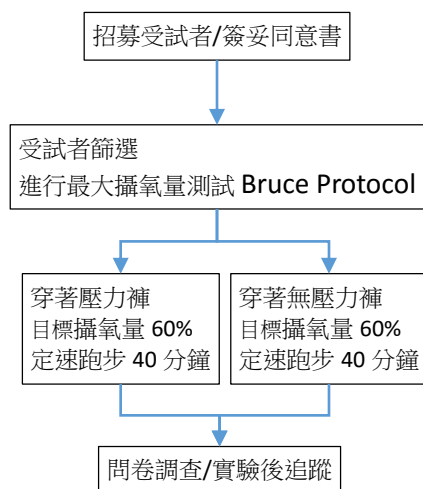 招募受試者/簽妥同意書
受試者篩選
進行最大攝氧量測試 Bruce Protocol
穿著壓力褲
目標攝氧量 60%
定速跑步 40 分鐘
穿著無壓力褲
目標攝氧量 60%
定速跑步 40 分鐘
問卷調查/實驗後追蹤